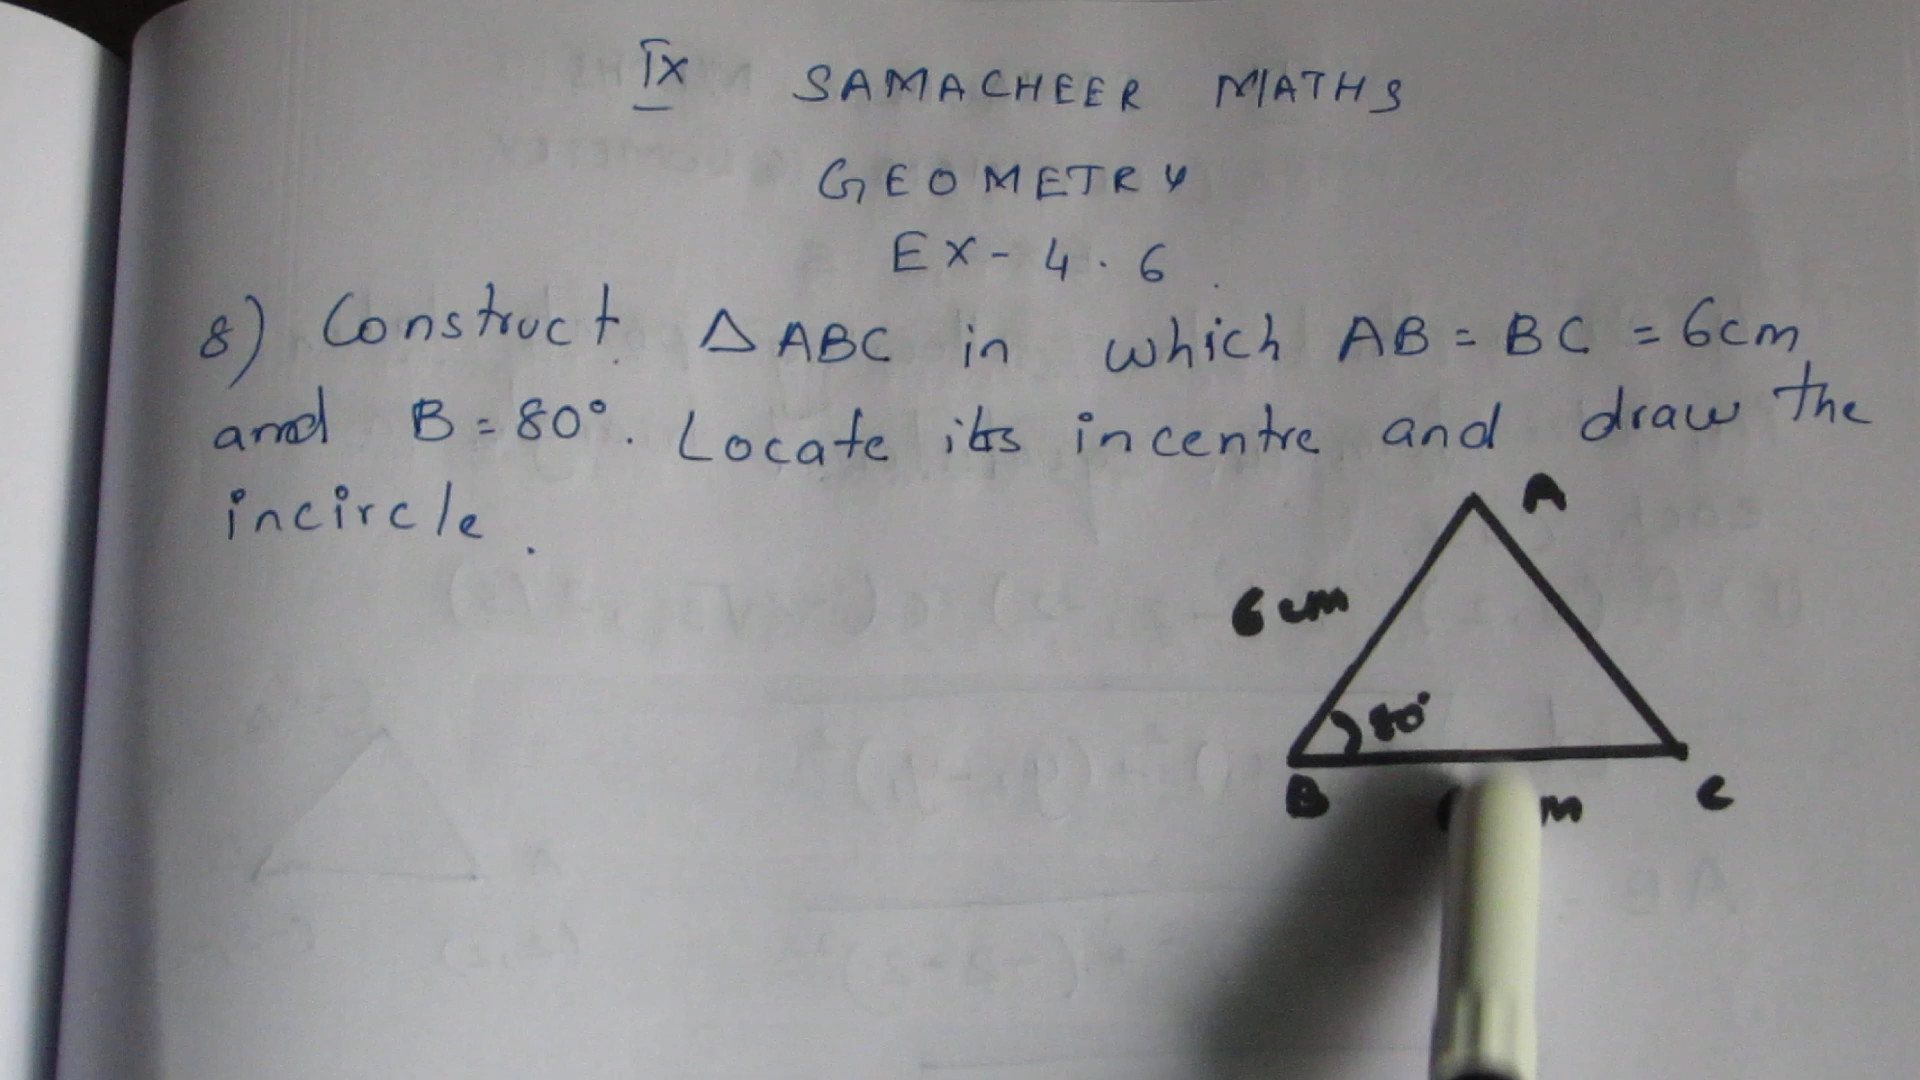 IX SAMACHEER MATHS
GEOMETRY
EX-4.6
8) Construct △ABC in which AB = BC = 6cm
and B = 80°. Locate its incentre and draw the
incircle.
A
6cm
80°
B C
m